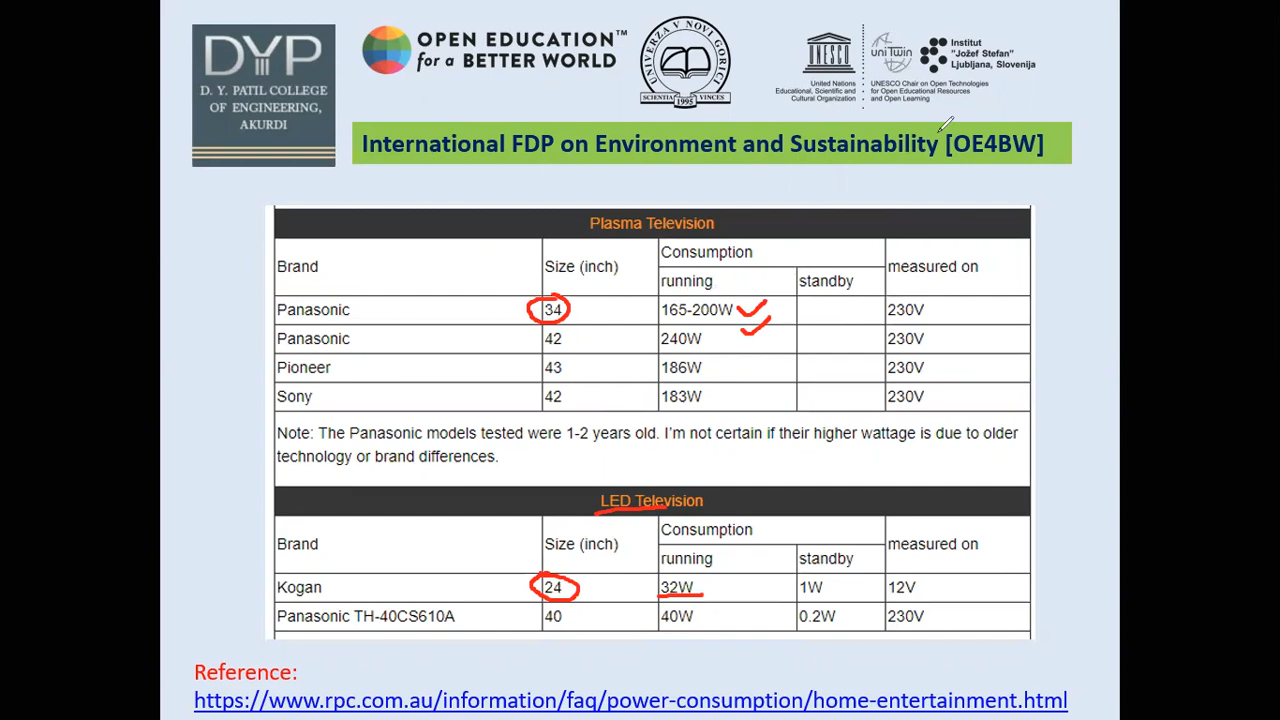 DYP
D. Y. PATIL COLLEGE
OF ENGINEERING,
AKURDI
OPEN EDUCATION™
for a BETTER WORLD
UNIVERZA V NOVI GORICI
SCIENTIA VINCES
1995
UNESCO
United Nations
Educational, Scientific and
Cultural Organization
uniTwin
Institut
"Jožef Stefan"
Ljubljana, Slovenija
UNESCO Chair on Open Technologies
for Open Educational Resources
and Open Learning
International FDP on Environment and Sustainability [OE4BW]
Plasma Television
Brand Size (inch) Consumption measured on
running standby
Panasonic 34 165-200W 230V
Panasonic 42 240W 230V
Pioneer 43 186W 230V
Sony 42 183W 230V
Note: The Panasonic models tested were 1-2 years old. I'm not certain if their higher wattage is due to older
technology or brand differences.
LED Television
Brand Size (inch) Consumption measured on
running standby
Kogan 24 32W 1W 12V
Panasonic TH-40CS610A 40 40W 0.2W 230V
Reference:
https://www.rpc.com.au/information/faq/power-consumption/home-entertainment.html